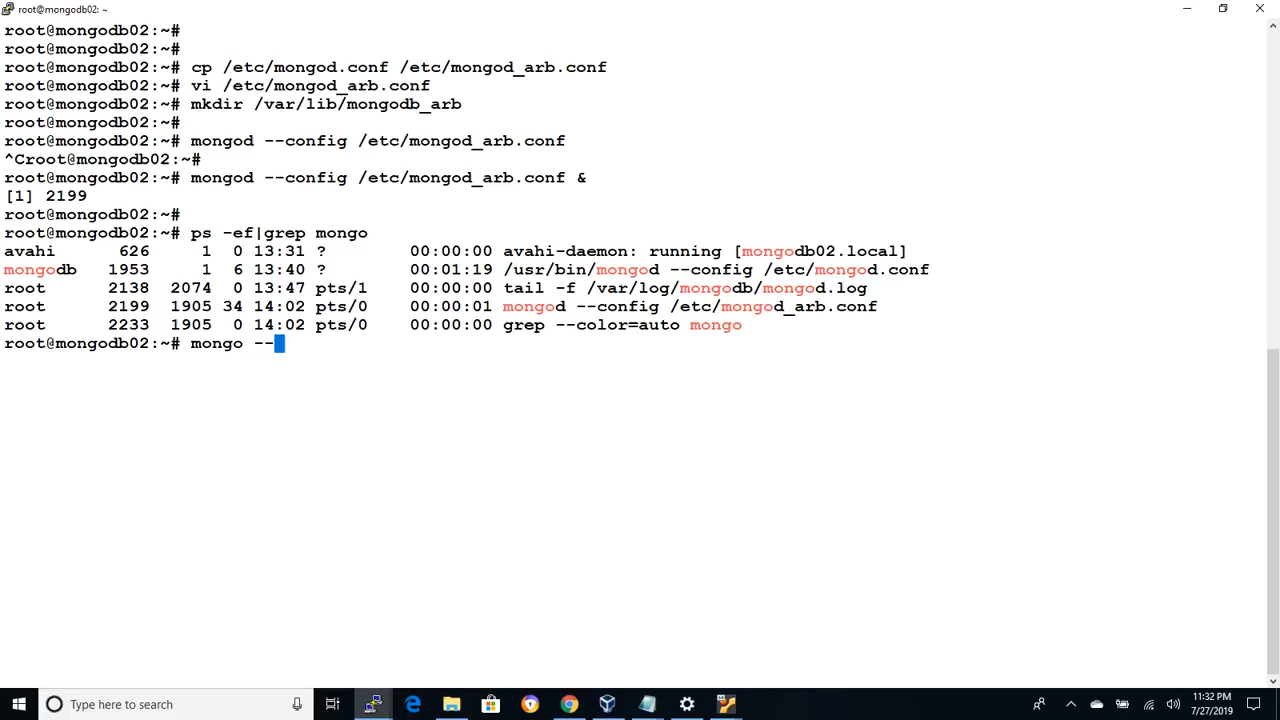 root@mongodb02: ~
root@mongodb02:~#
root@mongodb02:~#
root@mongodb02:~# cp /etc/mongod.conf /etc/mongod_arb.conf
root@mongodb02:~# vi /etc/mongod_arb.conf
root@mongodb02:~# mkdir /var/lib/mongodb_arb
root@mongodb02:~#
root@mongodb02:~# mongod --config /etc/mongod_arb.conf
^Croot@mongodb02:~#
root@mongodb02:~# mongod --config /etc/mongod_arb.conf &
[1] 2199
root@mongodb02:~#
root@mongodb02:~# ps -ef|grep mongo
avahi      626     1  0 13:31 ?        00:00:00 avahi-daemon: running [mongodb02.local]
mongodb   1953     1  6 13:40 ?        00:01:19 /usr/bin/mongod --config /etc/mongod.conf
root      2138  2074  0 13:47 pts/1    00:00:00 tail -f /var/log/mongodb/mongod.log
root      2199  1905 34 14:02 pts/0    00:00:01 mongod --config /etc/mongod_arb.conf
root      2233  1905  0 14:02 pts/0    00:00:00 grep --color=auto mongo
root@mongodb02:~# mongo --
Type here to search
11:32 PM
7/27/2019